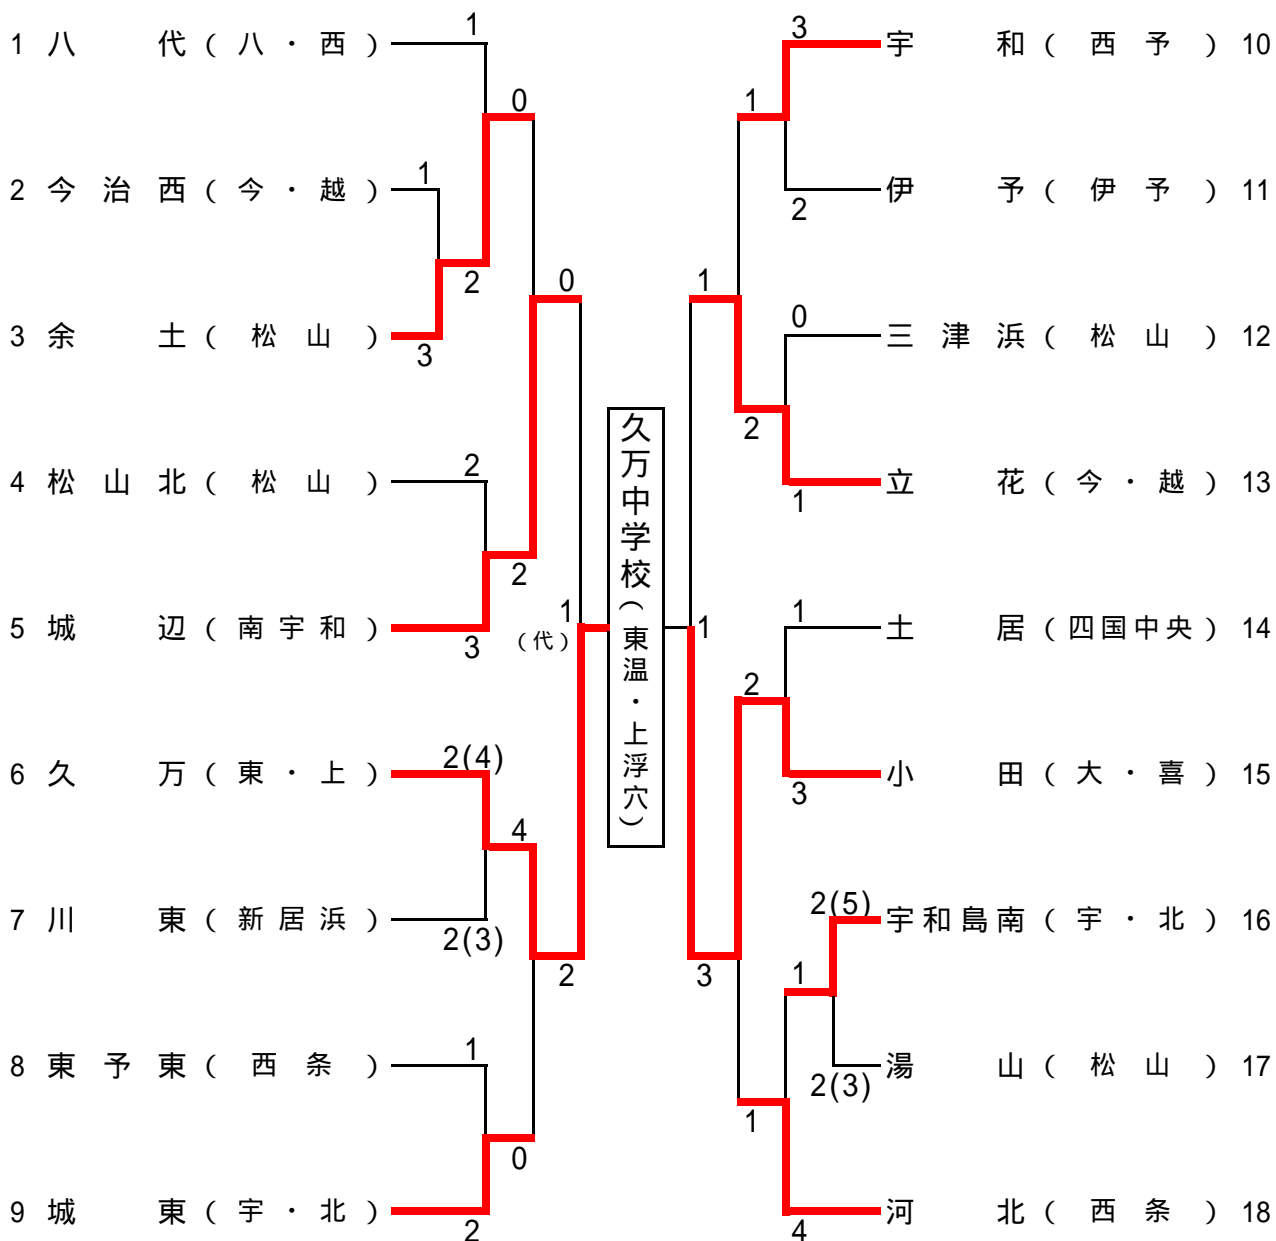 1 八代（八・西）
1
0
2 今治西（今・越）
1
2
3 余土（松山）
3
0
4 松山北（松山）
2
2
5 城辺（南宇和）
3
1
（代）
6 久万（東・上）
2(4)
4
7 川東（新居浜）
2(3)
2
8 東予東（西条）
1
0
9 城東（宇・北）
2
久万中学校（東温・上浮穴）
3
宇和（西予） 10
1
伊予（伊予） 11
2
1
0
三津浜（松山） 12
2
立花（今・越） 13
1
1
1
土居（四国中央） 14
2
小田（大・喜） 15
3
2(5)
宇和島南（宇・北） 16
3
1
湯山（松山） 17
2(3)
1
河北（西条） 18
4